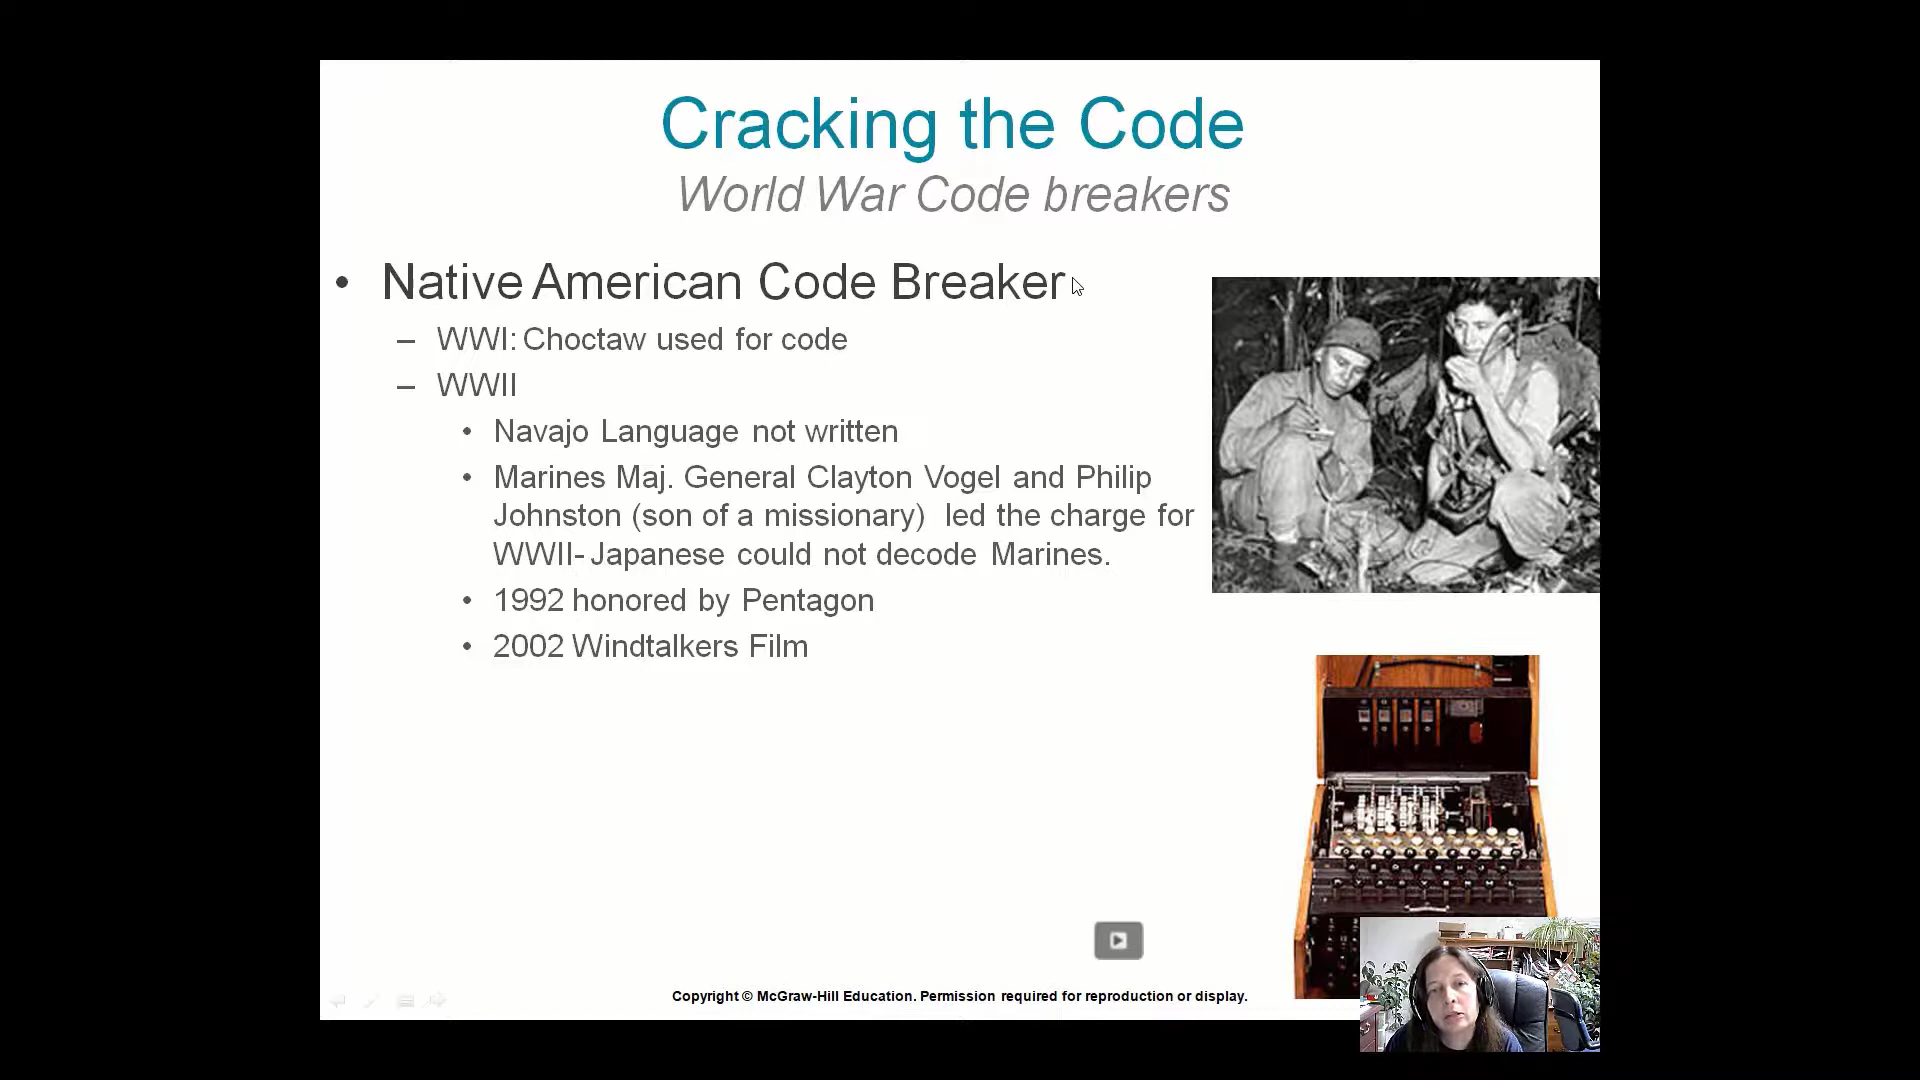 Cracking the Code
World War Code breakers
• Native American Code Breaker
– WWI: Choctaw used for code
– WWII
• Navajo Language not written
• Marines Maj. General Clayton Vogel and Philip
Johnston (son of a missionary) led the charge for
WWII- Japanese could not decode Marines.
• 1992 honored by Pentagon
• 2002 Windtalkers Film
Copyright © McGraw-Hill Education. Permission required for reproduction or display.